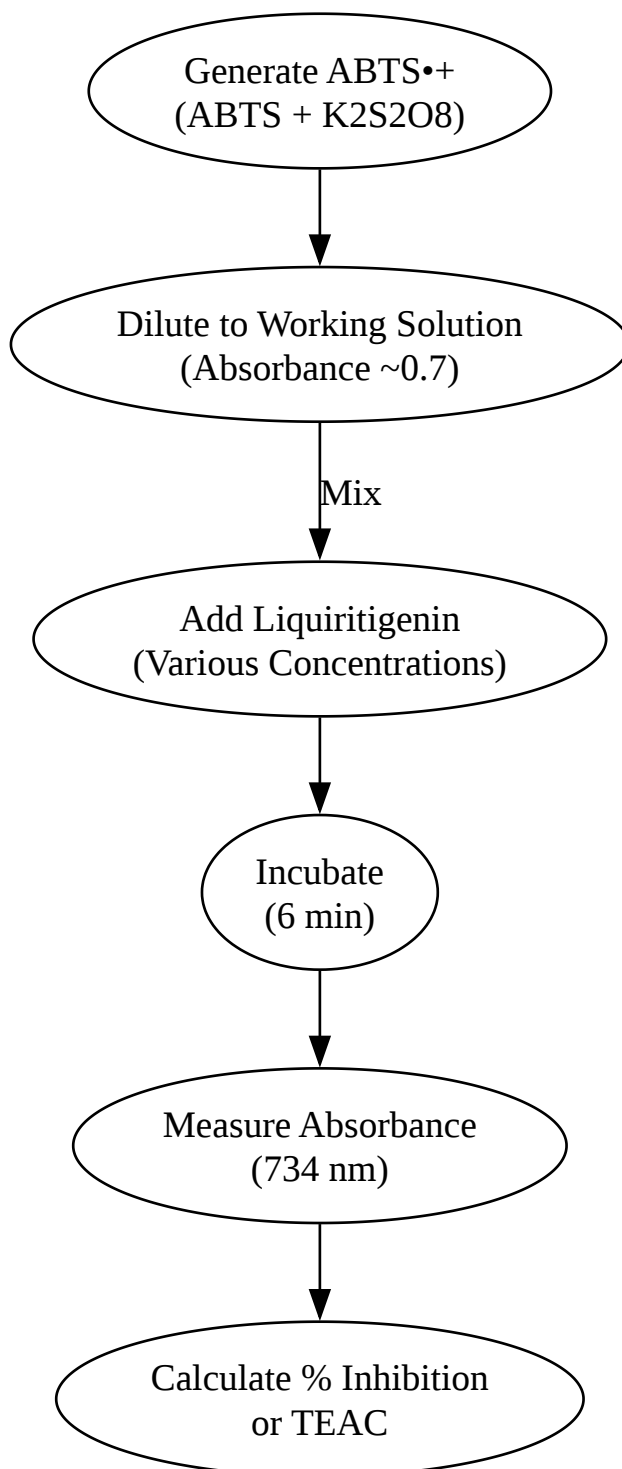 Generate ABTS•+
(ABTS + K2S2O8)
Dilute to Working Solution
(Absorbance ~0.7)
Mix
Add Liquiritigenin
(Various Concentrations)
Incubate
(6 min)
Measure Absorbance
(734 nm)
Calculate % Inhibition
or TEAC